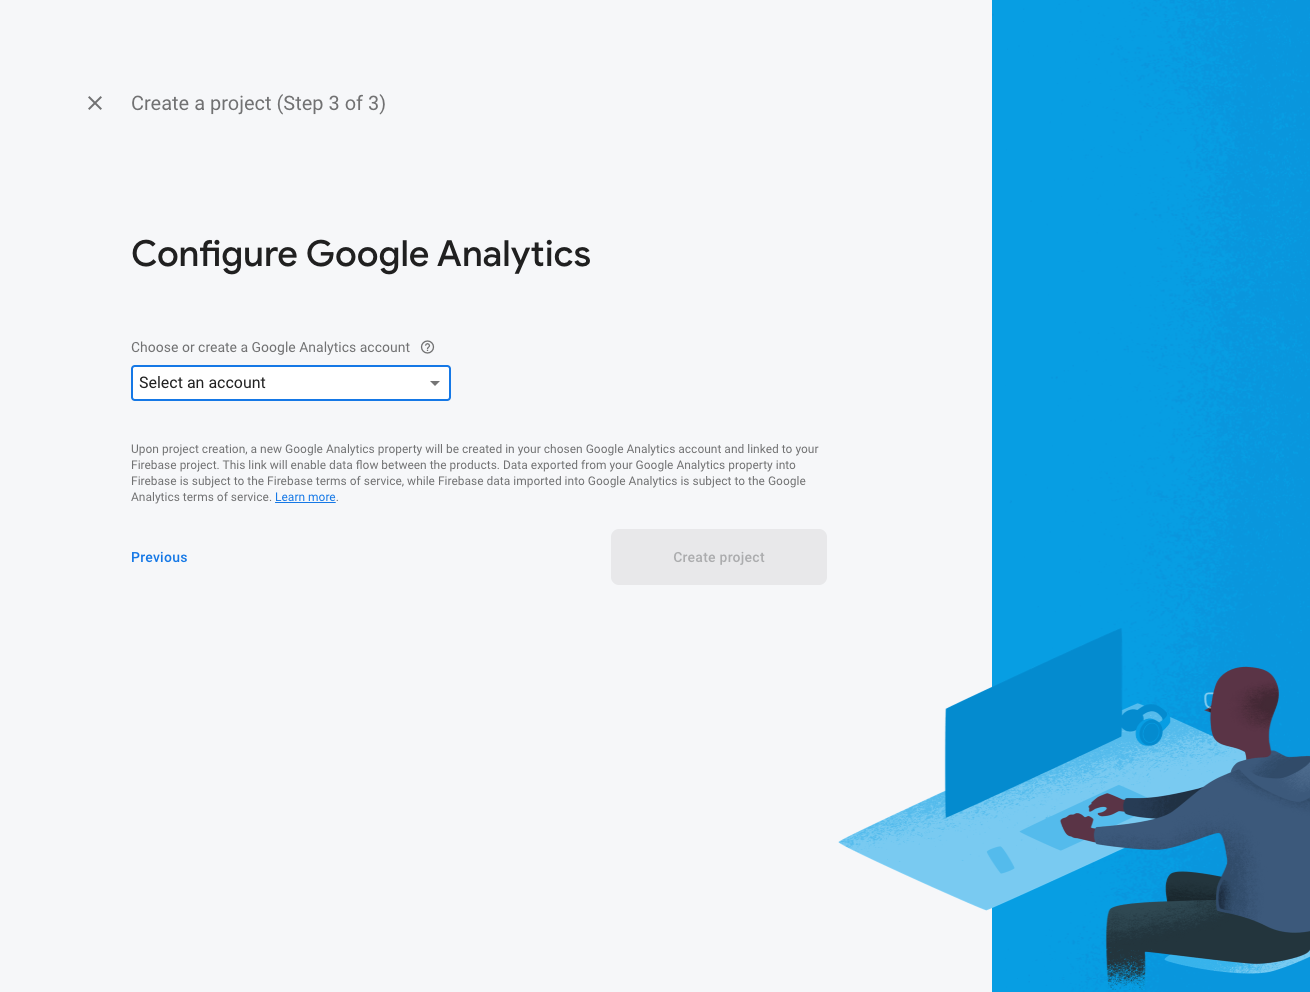 Create a project (Step 3 of 3)
Configure Google Analytics
Choose or create a Google Analytics account
Select an account
Upon project creation, a new Google Analytics property will be created in your chosen Google Analytics account and linked to your
Firebase project. This link will enable data flow between the products. Data exported from your Google Analytics property into
Firebase is subject to the Firebase terms of service, while Firebase data imported into Google Analytics is subject to the Google
Analytics terms of service. Learn more.
Previous
Create project